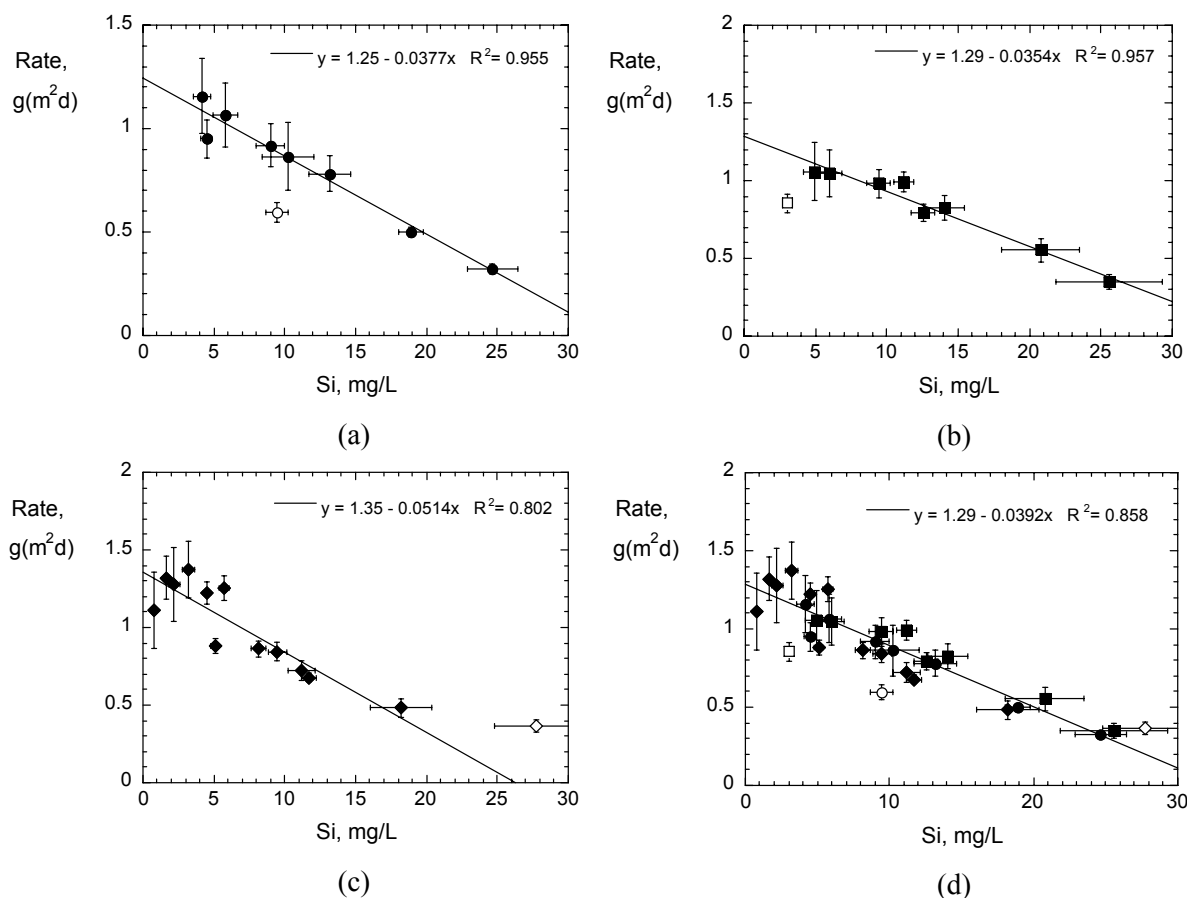 1.5
Rate,
g(m²d)
1
0.5
0
y = 1.25 - 0.0377x R² = 0.955
0 5 10 15 20 25 30
Si, mg/L
(a)
2
Rate,
g(m²d)
1.5
1
0.5
0
y = 1.29 - 0.0354x R² = 0.957
0 5 10 15 20 25 30
Si, mg/L
(b)
2
Rate,
g(m²d)
1.5
1
0.5
0
y = 1.35 - 0.0514x R² = 0.802
0 5 10 15 20 25 30
Si, mg/L
(c)
2
Rate,
g(m²d)
1.5
1
0.5
0
y = 1.29 - 0.0392x R² = 0.858
0 5 10 15 20 25 30
Si, mg/L
(d)